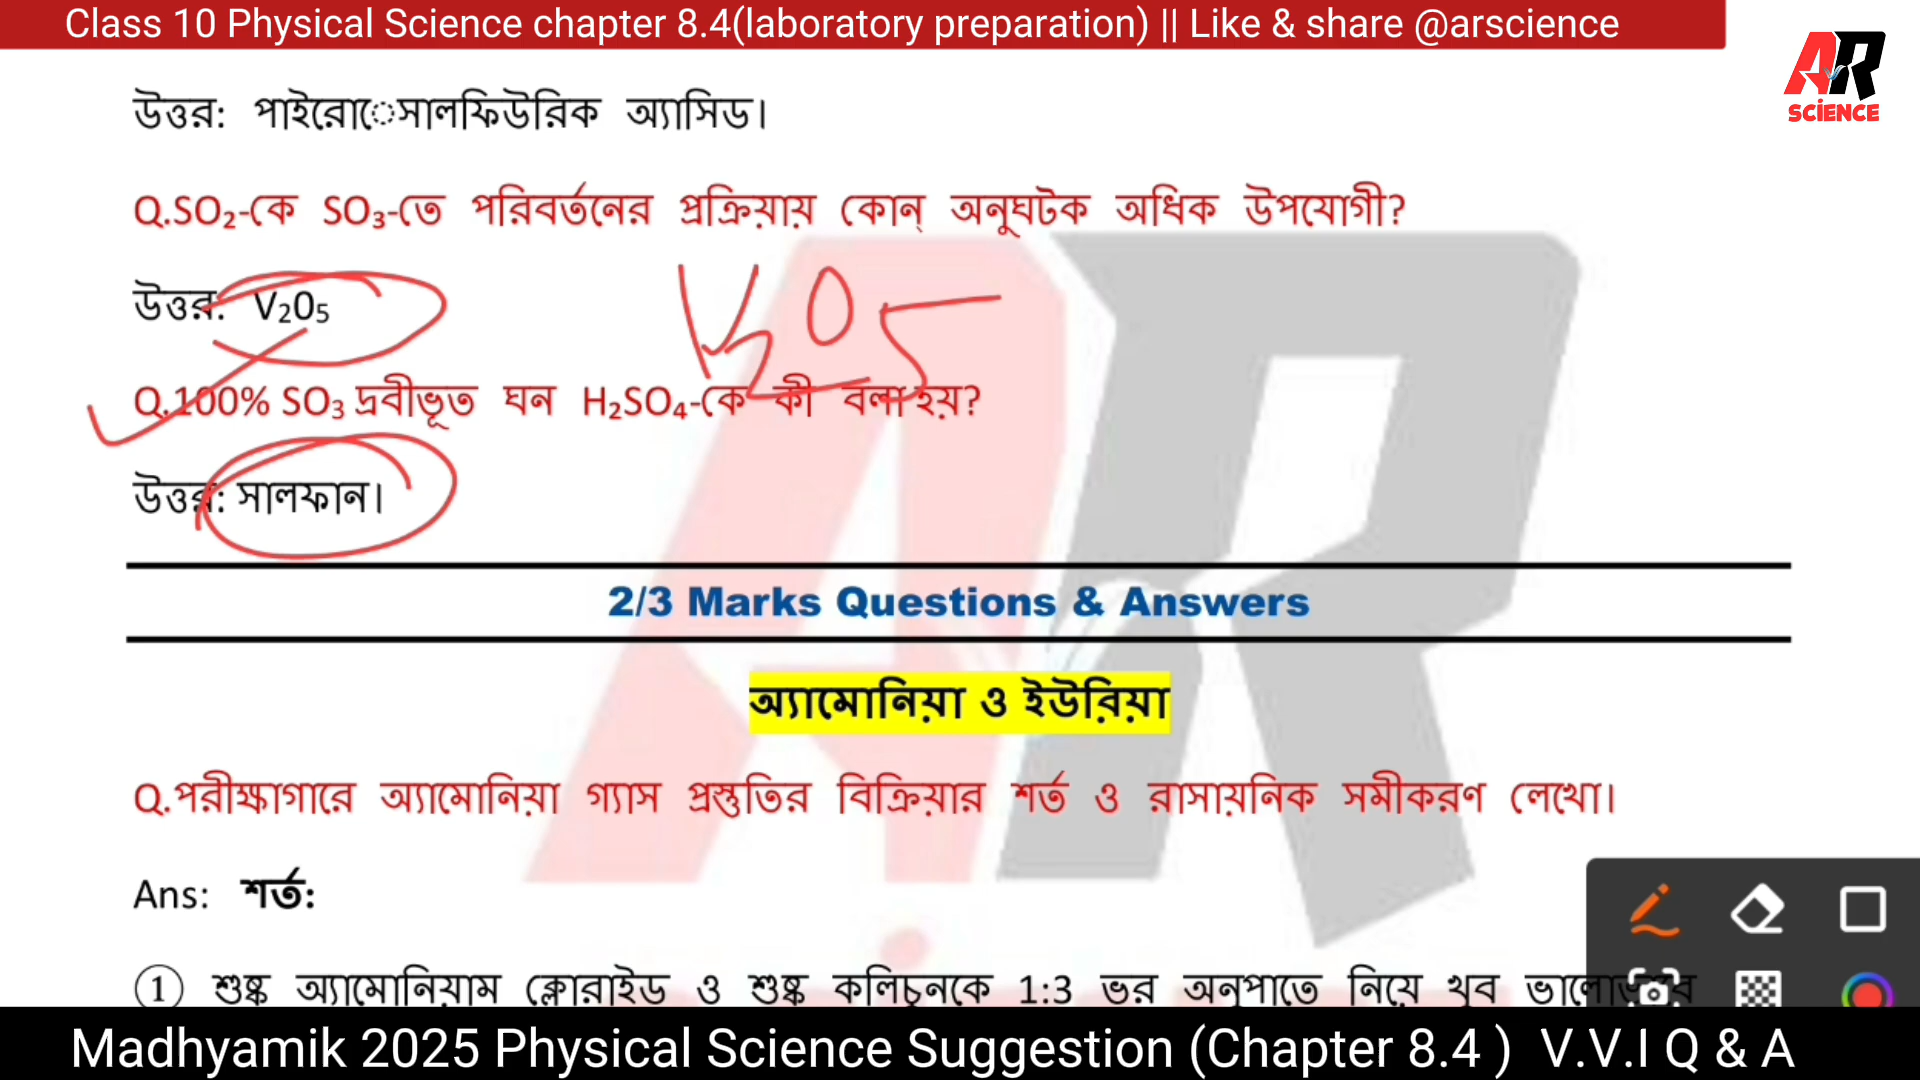 Class 10 Physical Science chapter 8.4(laboratory preparation) || Like & share @arscience
AR
SCIENCE
উত্তর: পাইরোেসালফিউরিক অ্যাসিড।
Q.SO₂-কে SO₃-তে পরিবর্তনের প্রক্রিয়ায় কোন্ অনুঘটক অধিক উপযোগী?
উত্তর: V₂O₅
V₂O₅
Q.100% SO₃ দ্রবীভূত ঘন H₂SO₄-কে কী বলা হয়?
উত্তর: সালফান।
2/3 Marks Questions & Answers
অ্যামোনিয়া ও ইউরিয়া
Q.পরীক্ষাগারে অ্যামোনিয়া গ্যাস প্রস্তুতির বিক্রিয়ার শর্ত ও রাসায়নিক সমীকরণ লেখো।
Ans: শর্ত:
① শুষ্ক অ্যামোনিয়াম ক্লোরাইড ও শুষ্ক কলিচুনকে 1:3 ভর অনুপাতে নিয়ে খুব
Madhyamik 2025 Physical Science Suggestion (Chapter 8.4 ) V.V.I Q & A